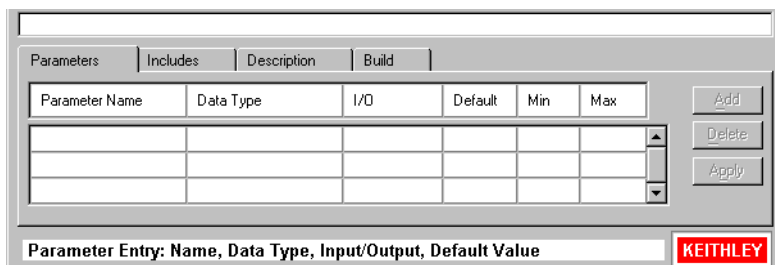 Parameters Includes Description Build
Parameter Name Data Type I/O Default Min Max
Add
Delete
Apply
Parameter Entry: Name, Data Type, Input/Output, Default Value
KEITHLEY